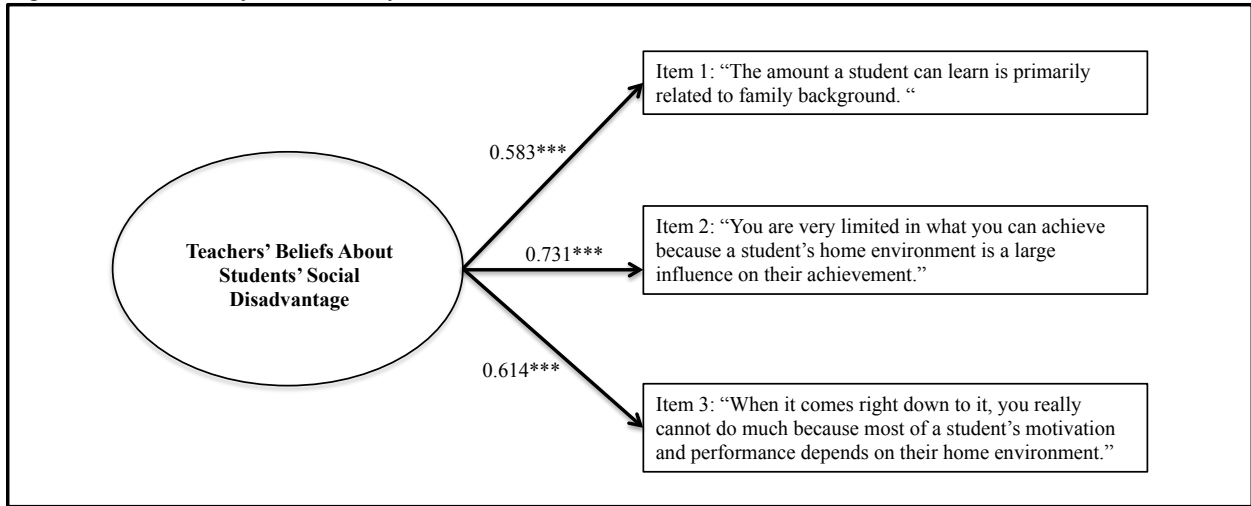 Item 1: “The amount a student can learn is primarily
related to family background. “
0.583***
Teachers’ Beliefs About
Students’ Social
Disadvantage
0.731***
Item 2: “You are very limited in what you can achieve
because a student’s home environment is a large
influence on their achievement.”
0.614***
Item 3: “When it comes right down to it, you really
cannot do much because most of a student’s motivation
and performance depends on their home environment.”